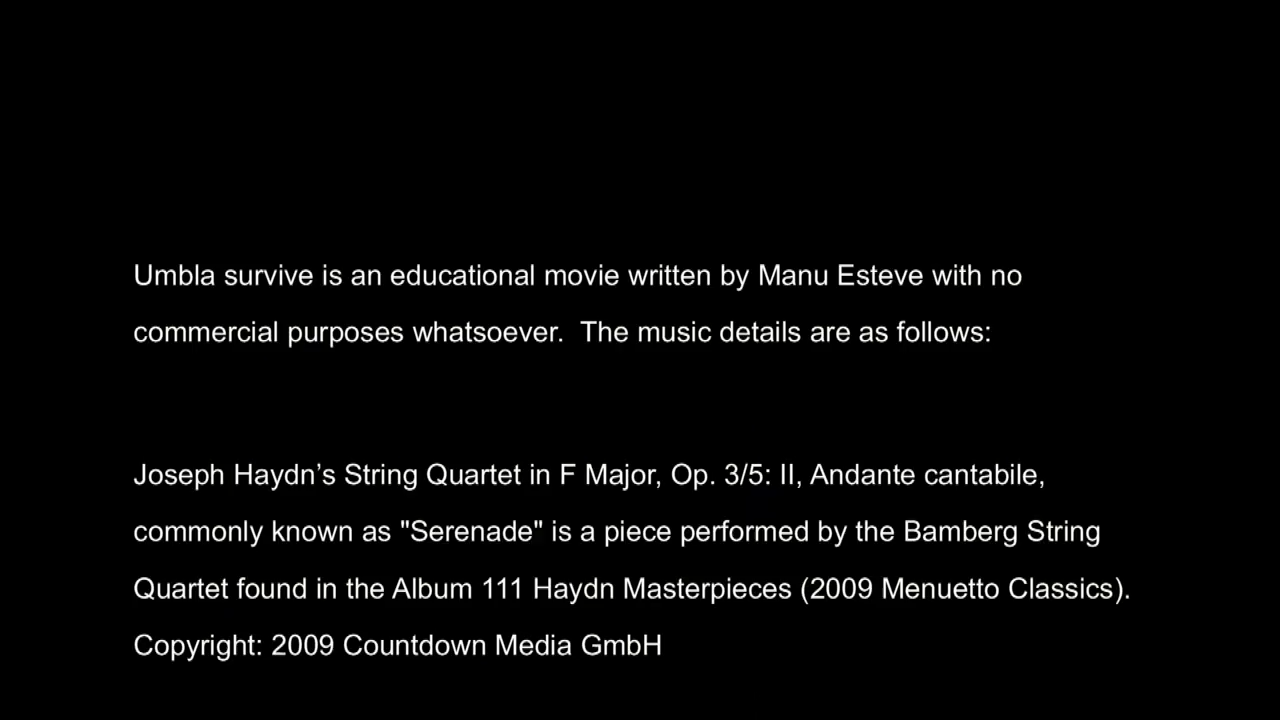 Umbla survive is an educational movie written by Manu Esteve with no
commercial purposes whatsoever.  The music details are as follows:
Joseph Haydn’s String Quartet in F Major, Op. 3/5: II, Andante cantabile,
commonly known as "Serenade" is a piece performed by the Bamberg String
Quartet found in the Album 111 Haydn Masterpieces (2009 Menuetto Classics).
Copyright: 2009 Countdown Media GmbH